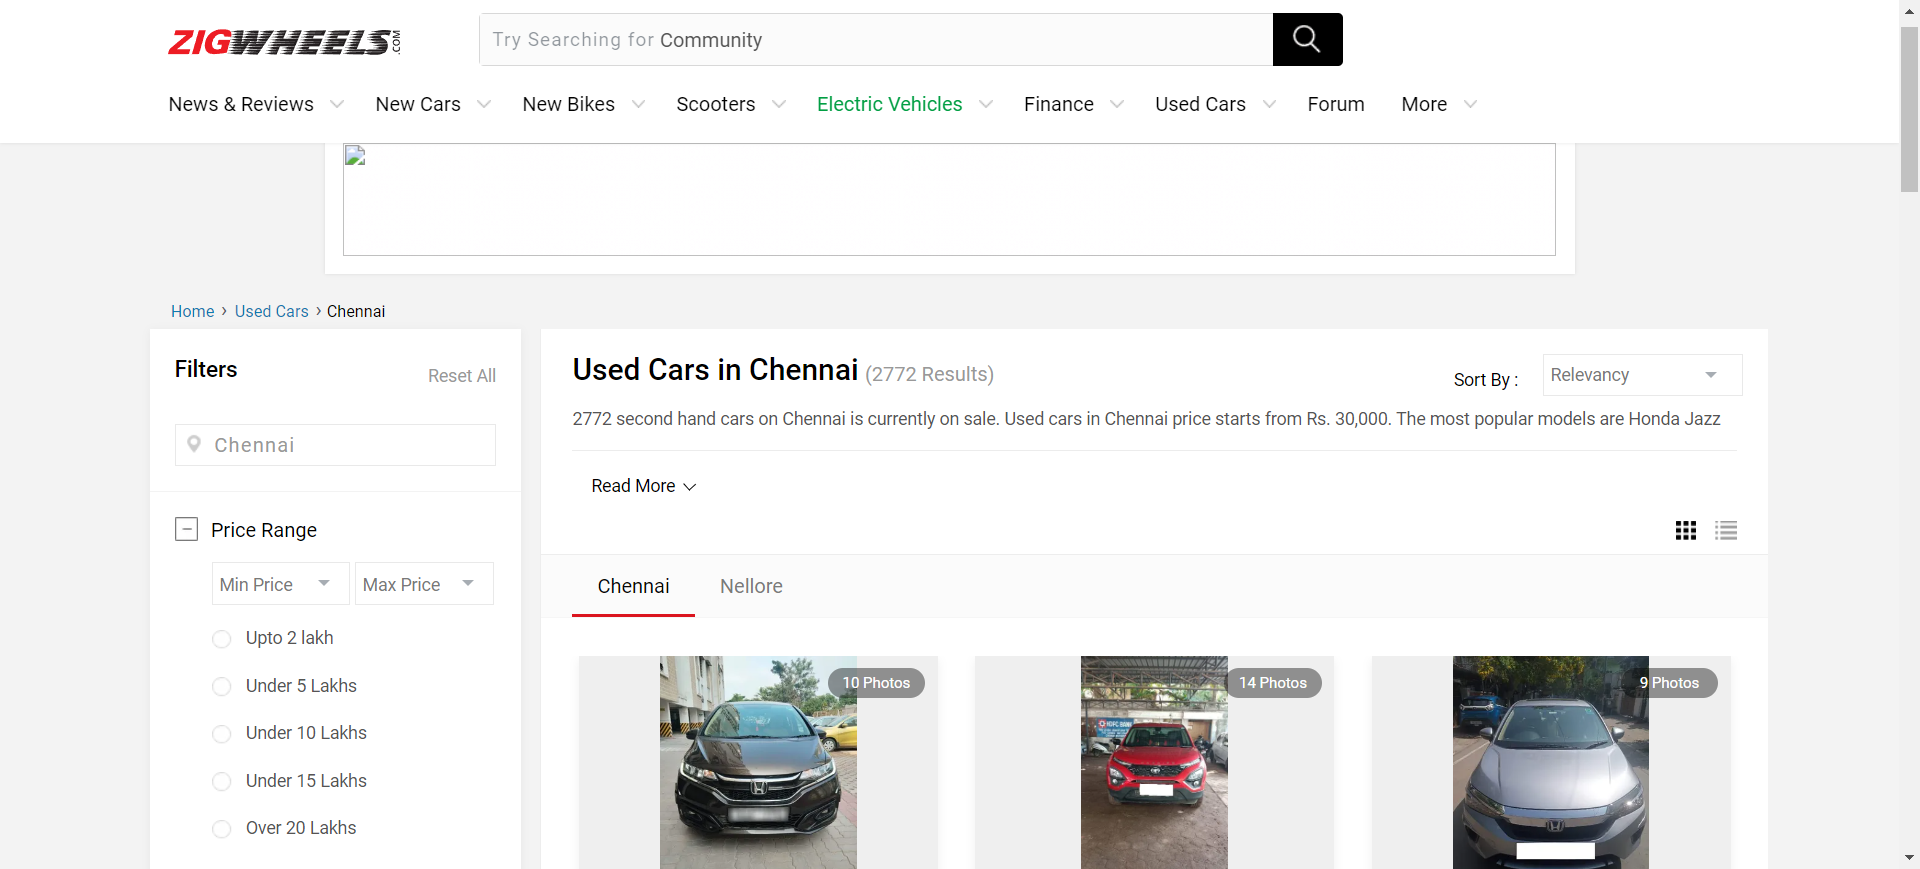 ZIGWHEELS.COM
Try Searching for Community
News & Reviews New Cars New Bikes Scooters Electric Vehicles Finance Used Cars Forum More
Home › Used Cars › Chennai
Filters
Reset All
Chennai
Price Range
Min Price Max Price
Upto 2 lakh
Under 5 Lakhs
Under 10 Lakhs
Under 15 Lakhs
Over 20 Lakhs
Used Cars in Chennai (2772 Results)
Sort By : Relevancy
2772 second hand cars on Chennai is currently on sale. Used cars in Chennai price starts from Rs. 30,000. The most popular models are Honda Jazz
Read More
Chennai Nellore
10 Photos
14 Photos
HDFC BANK
9 Photos